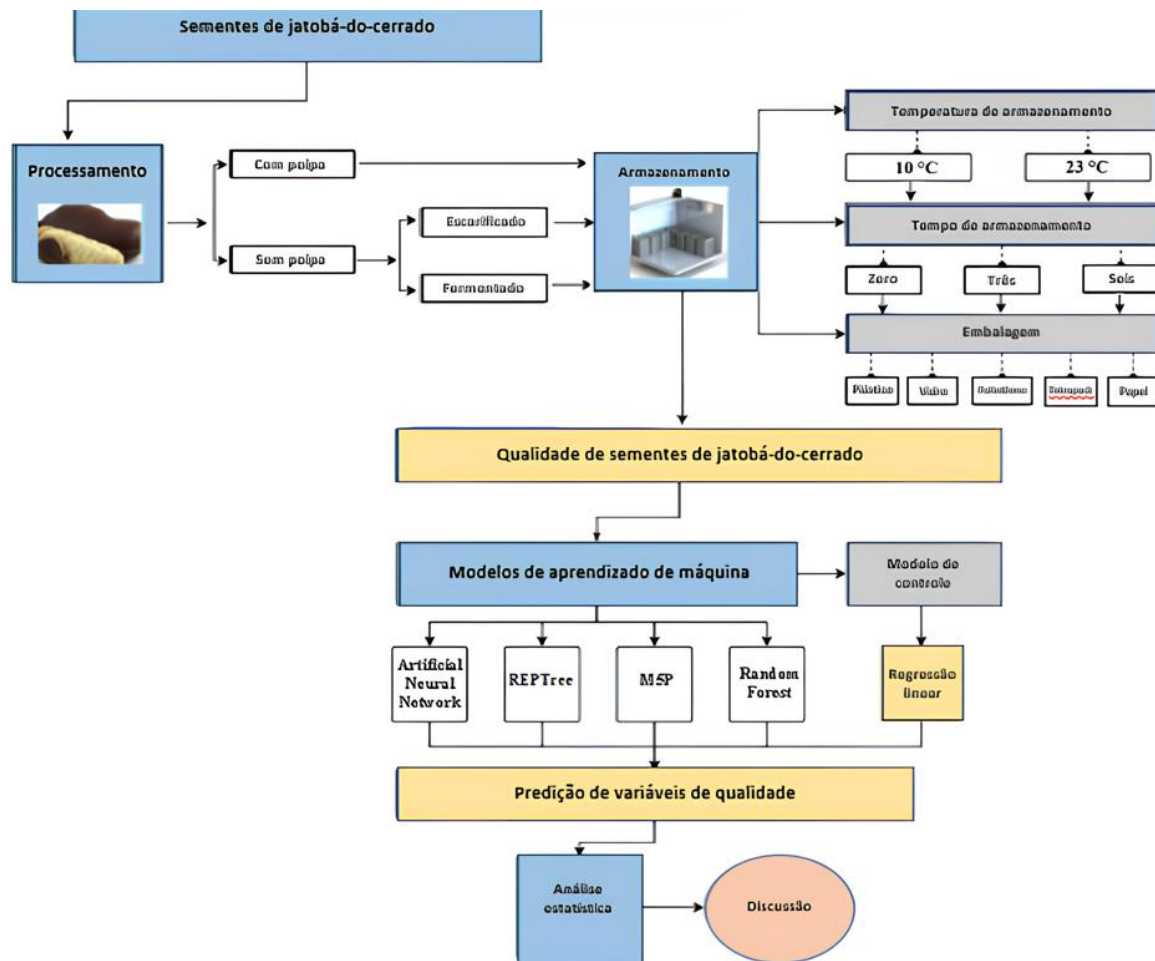 Sementes de jatobá-do-cerrado
Processamento
Com polpa
Sem polpa
Escarificado
Fermentado
Armazenamento
Temperatura de armazenamento
10 °C
23 °C
Tempo de armazenamento
Zero
Três
Seis
Embalagem
Plástico
Vidro
Papel
Qualidade de sementes de jatobá-do-cerrado
Modelos de aprendizado de máquina
Modelo de
controle
Artificial
Neural
Network
REPTree
M5P
Random
Forest
Regressão
linear
Predição de variáveis de qualidade
Análise
estatística
Discussão